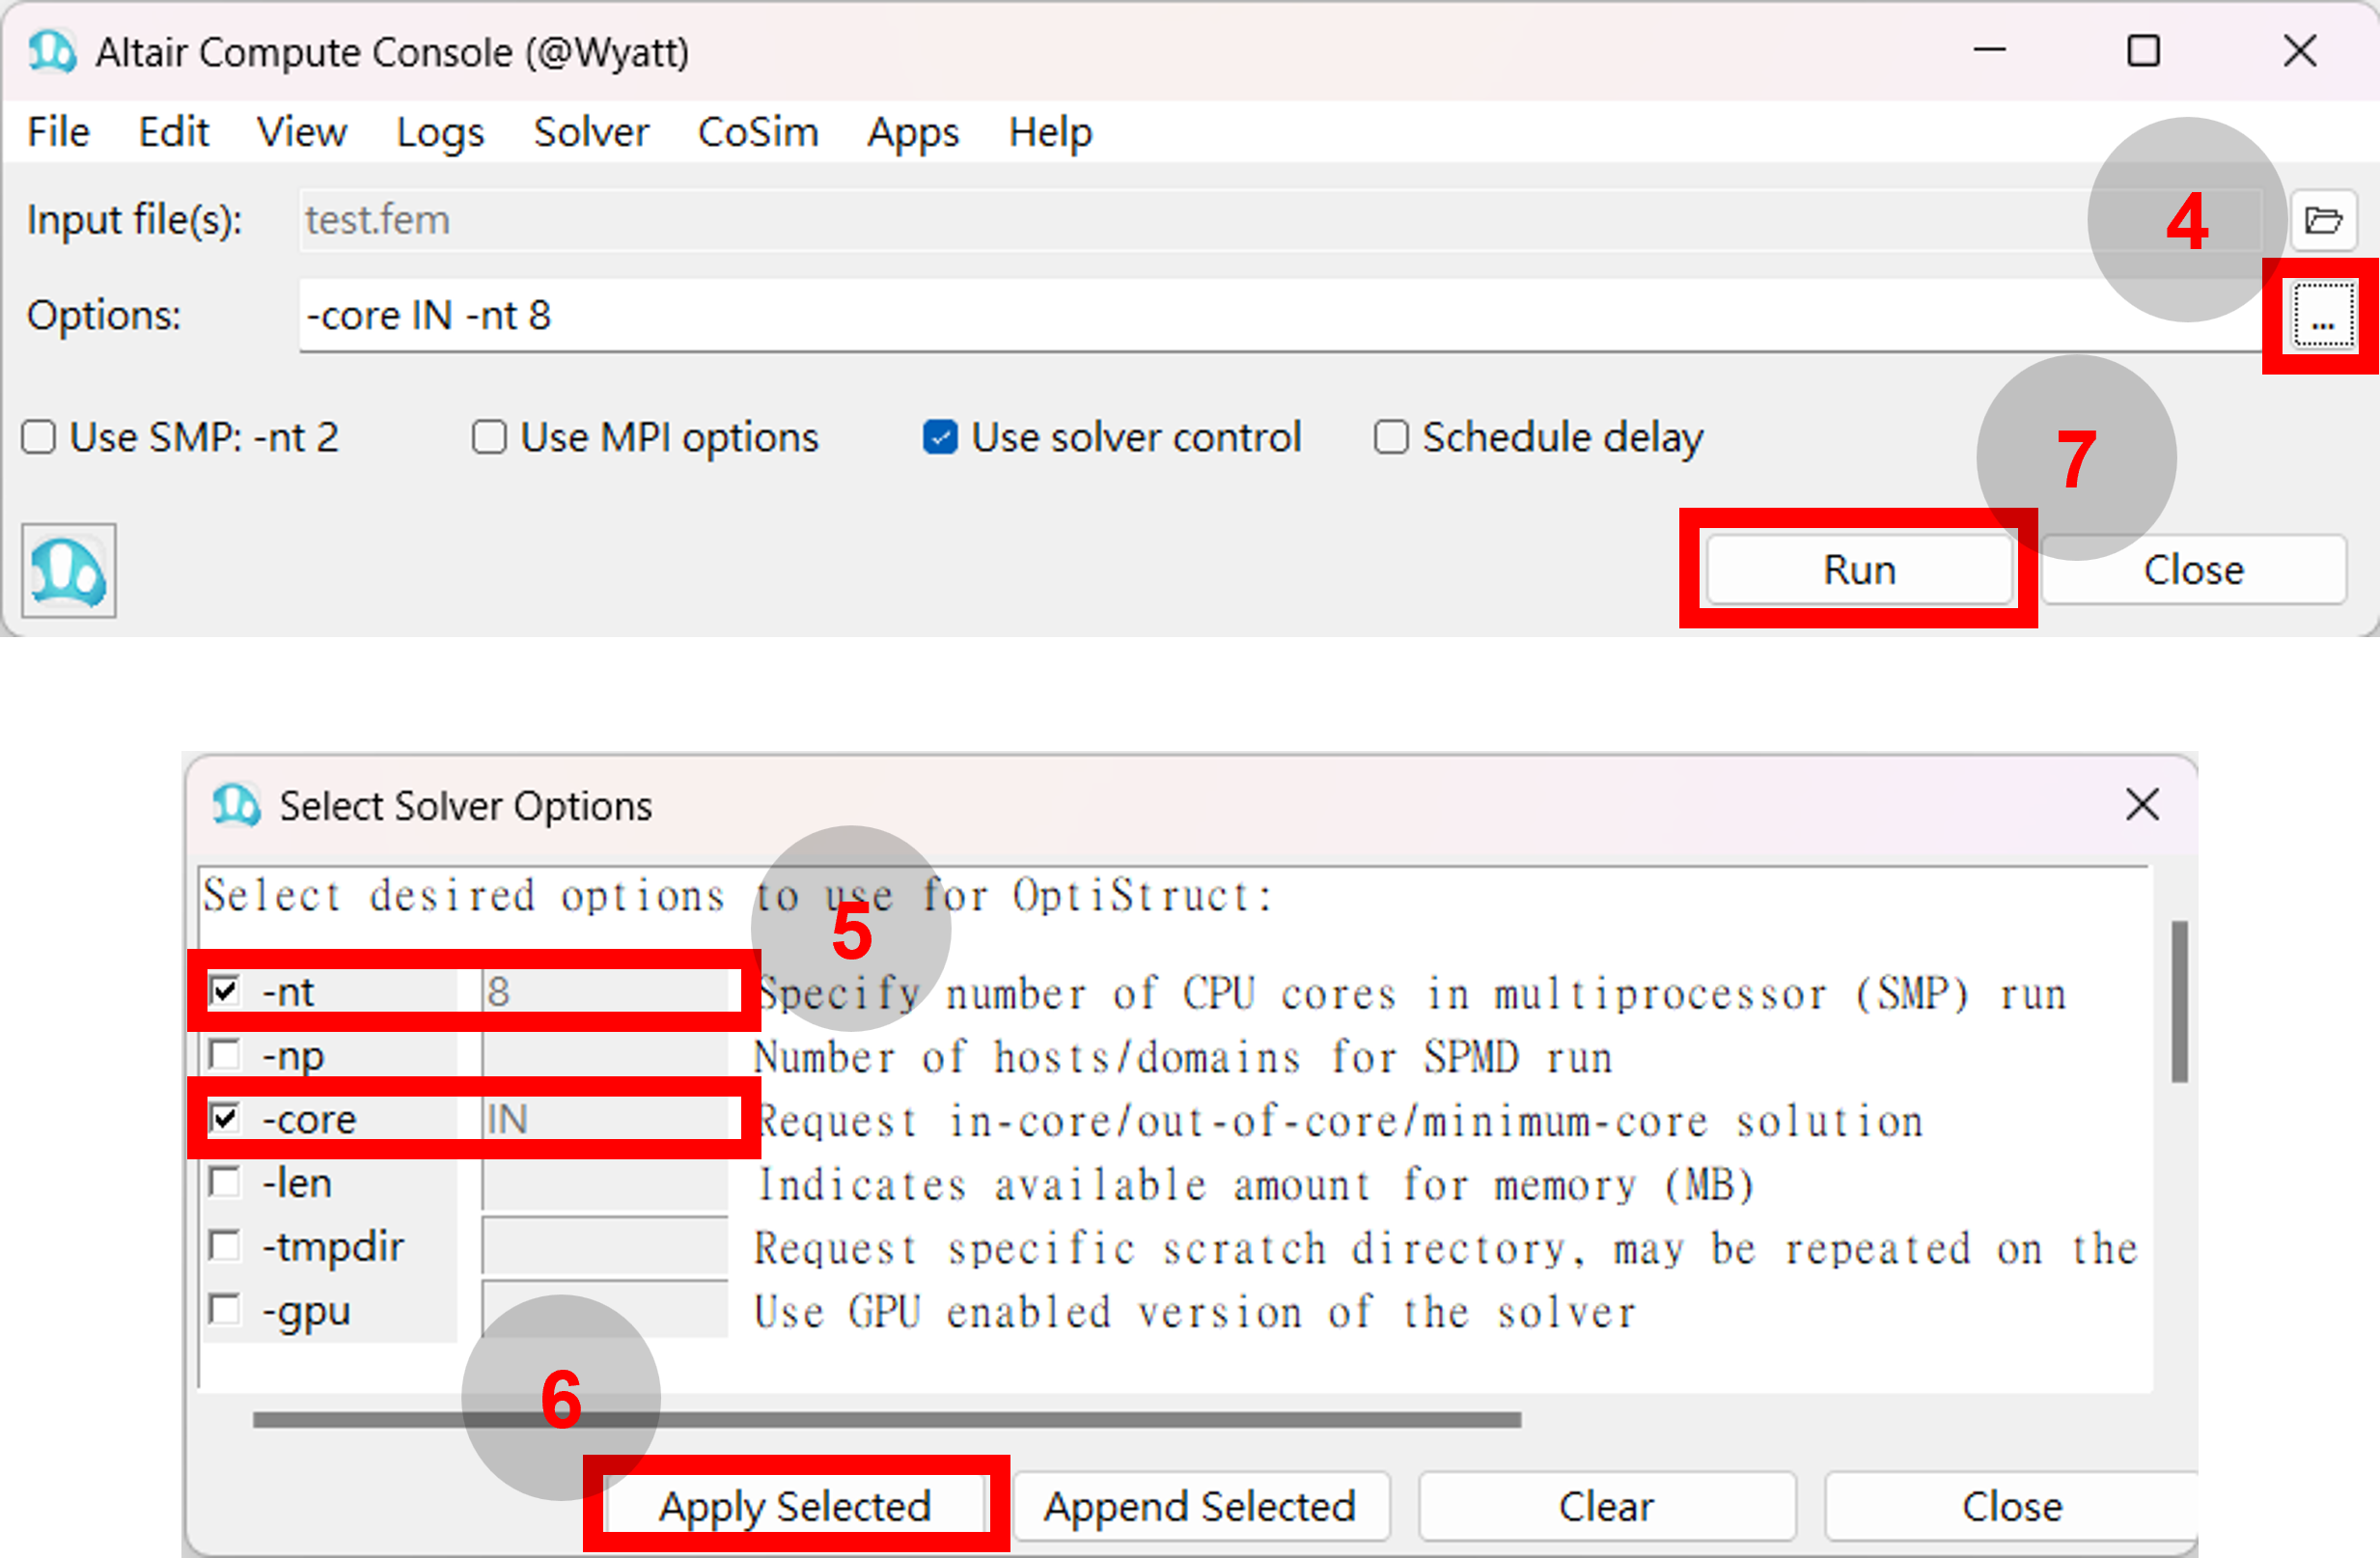 Altair Compute Console (@Wyatt)
File Edit View Logs Solver CoSim Apps Help
Input file(s): test.fem
4
Options: -core IN -nt 8 ...
Use SMP: -nt 2 Use MPI options Use solver control Schedule delay
7
Run Close
Select Solver Options
Select desired options to use for OptiStruct:
5
-nt 8 Specify number of CPU cores in multiprocessor (SMP) run
-np Number of hosts/domains for SPMD run
-core IN Request in-core/out-of-core/minimum-core solution
-len Indicates available amount for memory (MB)
-tmpdir Request specific scratch directory, may be repeated on the
-gpu Use GPU enabled version of the solver
6
Apply Selected Append Selected Clear Close